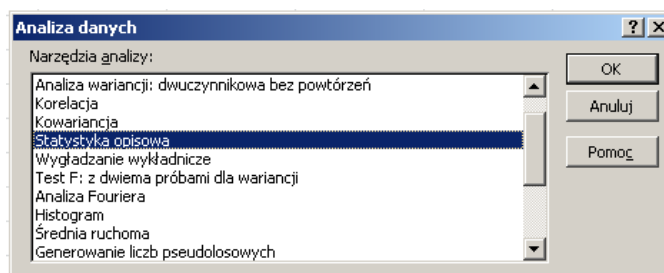 Analiza danych
Narzędzia analizy:
Analiza wariancji: dwuczynnikowa bez powtórzeń
Korelacja
Kowariancja
Statystyka opisowa
Wygładzanie wykładnicze
Test F: z dwiema próbami dla wariancji
Analiza Fouriera
Histogram
Średnia ruchoma
Generowanie liczb pseudolosowych
OK
Anuluj
Pomoc